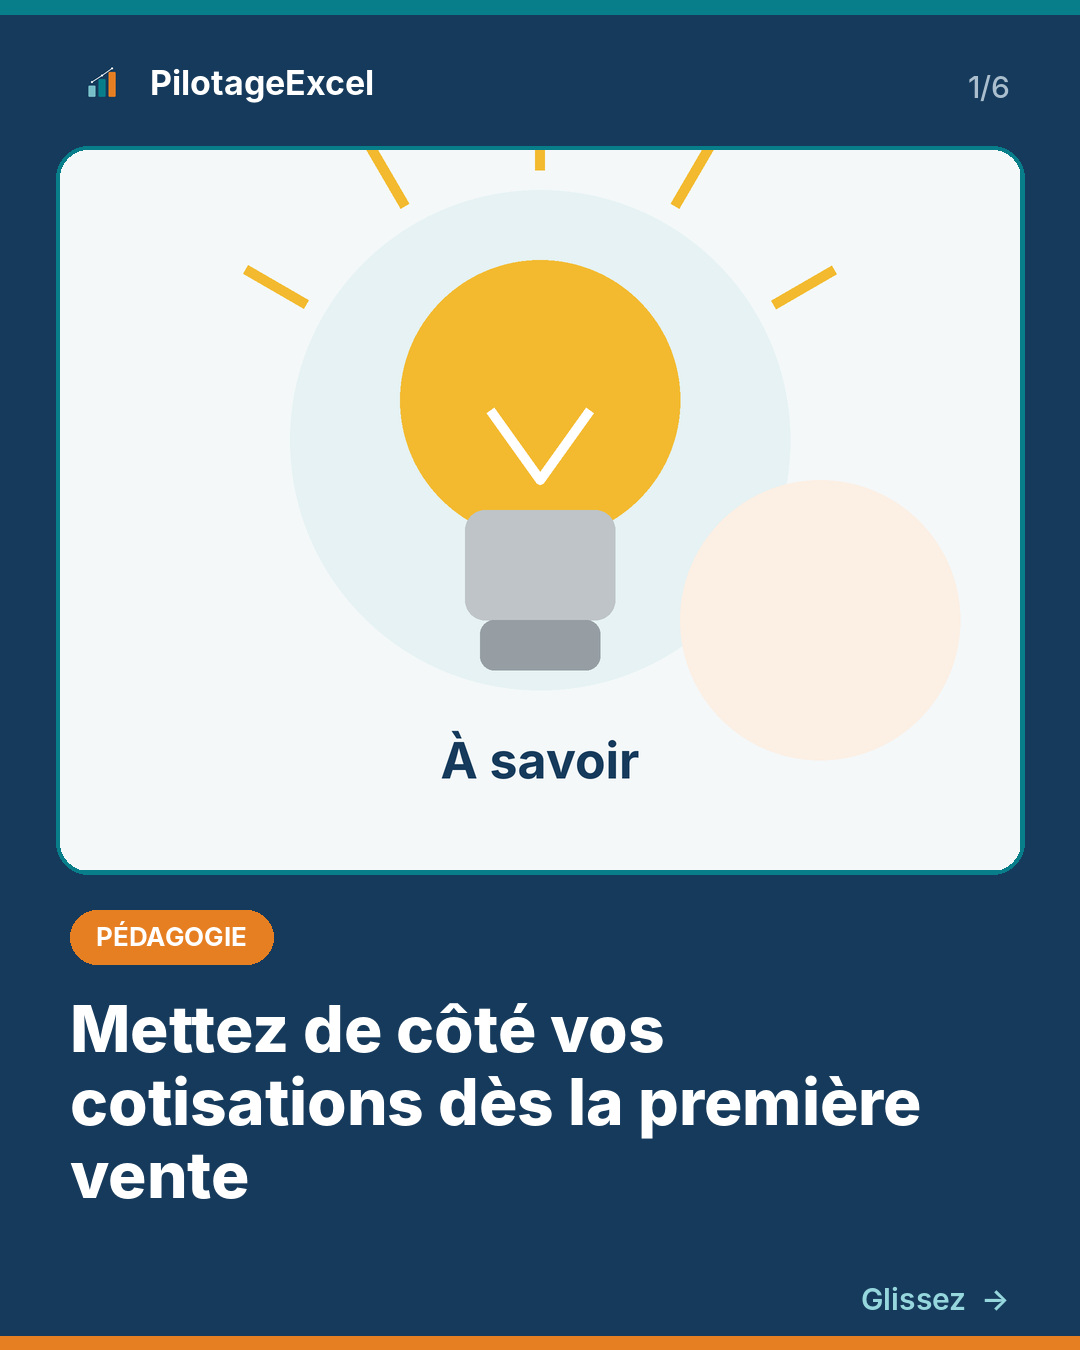 PilotageExcel
1/6
À savoir
PÉDAGOGIE
Mettez de côté vos
cotisations dès la première
vente
Glissez →